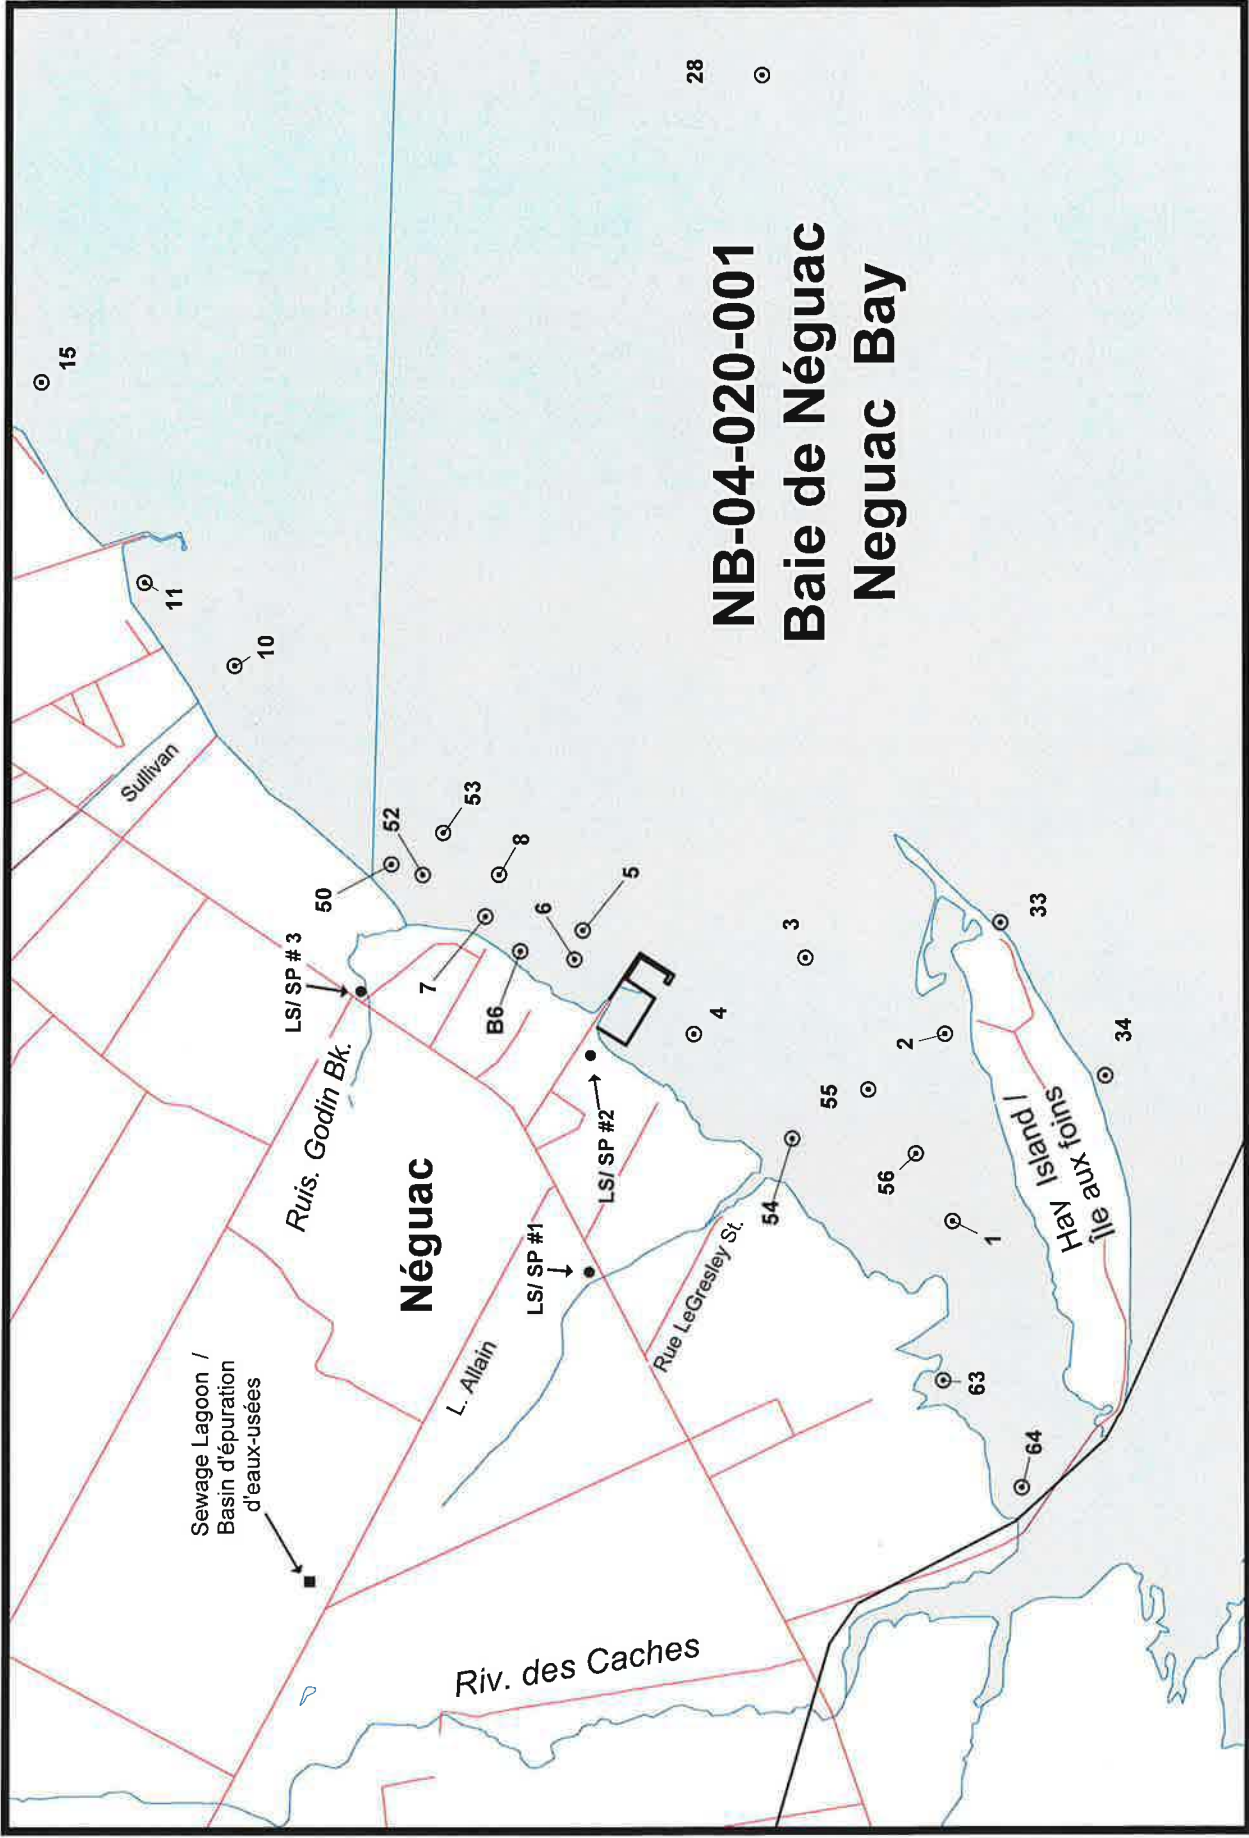 Sewage Lagoon /
Basin d'épuration
d'eaux-usées
Riv. des Caches
L. Allain
Néguac
Ruis. Godin Bk.
LS/ SP # 3
LS/ SP #1
LS/ SP #2
Rue LeGresley St.
Sullivan
NB-04-020-001
Baie de Néguac
Neguac Bay
Hay Island /
Île aux foins
15
11
10
28
50
52
53
8
7
B6
6
5
4
3
2
55
54
56
1
63
64
33
34